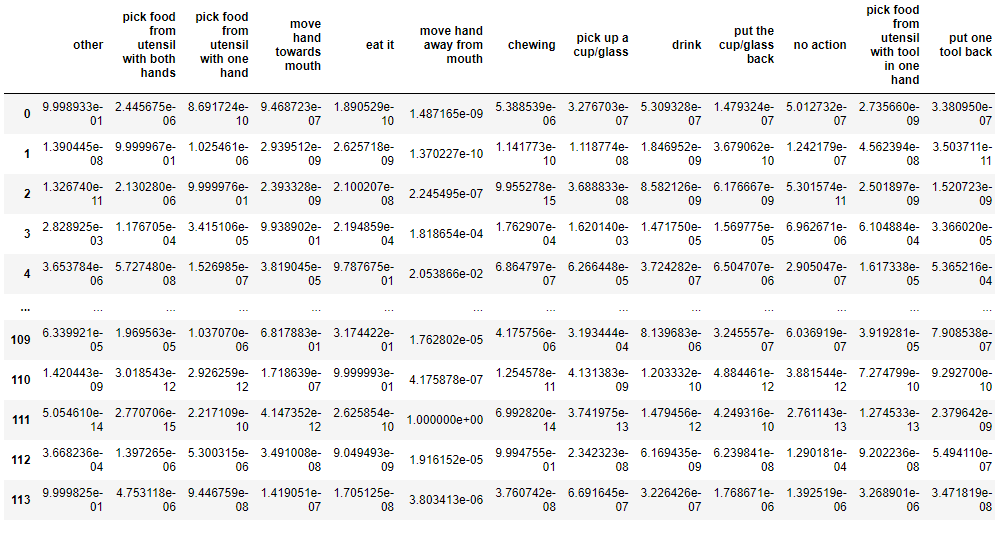 other pick food from utensil with both hands pick food from utensil with one hand move hand towards mouth eat it move hand away from mouth chewing pick up a cup/glass drink put the cup/glass back no action pick food from utensil with tool in one hand put one tool back
0 9.998933e-01 2.445675e-06 8.691724e-10 9.468723e-07 1.890529e-10 1.487165e-09 5.388539e-06 3.276703e-07 5.309328e-07 1.479324e-07 5.012732e-07 2.735660e-09 3.380950e-07
1 1.390445e-08 9.999967e-01 1.025461e-06 2.939512e-09 2.625718e-09 1.370227e-10 1.141773e-10 1.118774e-08 1.846952e-09 3.679062e-10 1.242179e-07 4.562394e-08 3.503711e-11
2 1.326740e-11 2.130280e-06 9.999976e-01 2.393328e-09 2.100207e-08 2.245495e-07 9.955278e-15 3.688833e-08 8.582126e-09 6.176667e-09 5.301574e-11 2.501897e-09 1.520723e-09
3 2.828925e-03 1.176705e-04 3.415106e-05 9.938902e-01 2.194859e-04 1.818654e-04 1.762907e-04 1.620140e-03 1.471750e-05 1.569775e-05 6.962671e-06 6.104884e-04 3.366020e-05
4 3.653784e-06 5.727480e-08 1.526985e-07 3.819045e-05 9.787675e-01 2.053866e-02 6.864797e-07 6.266448e-05 3.724282e-07 6.504707e-06 2.905047e-07 1.617338e-05 5.365216e-04
... ... ... ... ... ... ... ... ... ... ... ... ... ...
109 6.339921e-05 1.969563e-05 1.037070e-06 6.817883e-01 3.174422e-01 1.762802e-05 4.175756e-06 3.193444e-04 8.139683e-06 3.245557e-07 6.036919e-07 3.919281e-05 7.908538e-07
110 1.420443e-09 3.018543e-12 2.926259e-12 1.718639e-07 9.999993e-01 4.175878e-07 1.254578e-11 4.131383e-09 1.203332e-10 4.884461e-12 3.881544e-12 7.274799e-10 9.292700e-10
111 5.054610e-14 2.770706e-15 2.217109e-10 4.147352e-12 2.625854e-10 1.000000e+00 6.992820e-14 3.741975e-13 1.479456e-12 4.249316e-10 2.761143e-13 1.274533e-13 2.379642e-09
112 3.668236e-04 1.397265e-06 5.300315e-06 3.491008e-08 9.049493e-09 1.916152e-05 9.994755e-01 2.342323e-08 6.169435e-09 6.239841e-08 1.290181e-04 9.202236e-08 5.494110e-07
113 9.999825e-01 4.753118e-06 9.446759e-08 1.419051e-07 1.705128e-08 3.803413e-06 3.760742e-08 6.691645e-07 3.226426e-07 1.768671e-06 1.392519e-06 3.268901e-06 3.471819e-08